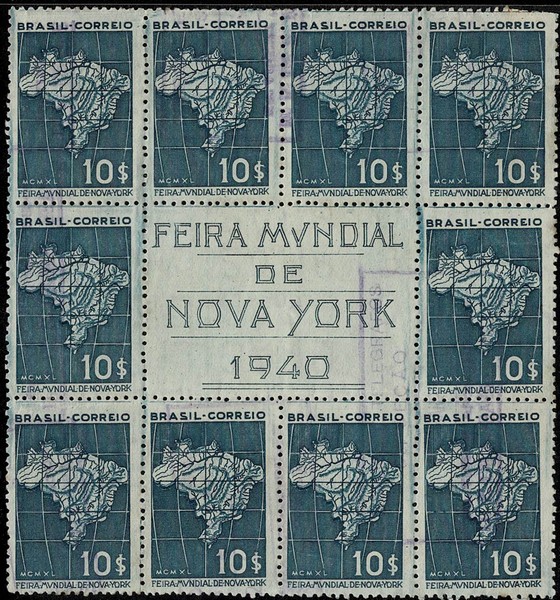 BRASIL-CORREIO BRASIL-CORREIO BRASIL-CORREIO BRASIL-CORREIO
10$ 10$ 10$ 10$
MCMXL MCMXL MCMXL MCMXL
FEIRA MVNDIAL DE NOVA YORK FEIRA MVNDIAL DE NOVA YORK FEIRA MVNDIAL DE NOVA YORK FEIRA MVNDIAL DE NOVA YORK
BRASIL-CORREIO
10$
MCMXL
FEIRA MVNDIAL DE NOVA YORK
FEIRA MVNDIAL
DE
NOVA YORK
1940
BRASIL-CORREIO
10$
MCMXL
FEIRA MVNDIAL DE NOVA YORK
BRASIL-CORREIO BRASIL-CORREIO BRASIL-CORREIO BRASIL-CORREIO
10$ 10$ 10$ 10$
MCMXL MCMXL MCMXL MCMXL
FEIRA MVNDIAL DE NOVA YORK FEIRA MVNDIAL DE NOVA YORK FEIRA MVNDIAL DE NOVA YORK FEIRA MVNDIAL DE NOVA YORK